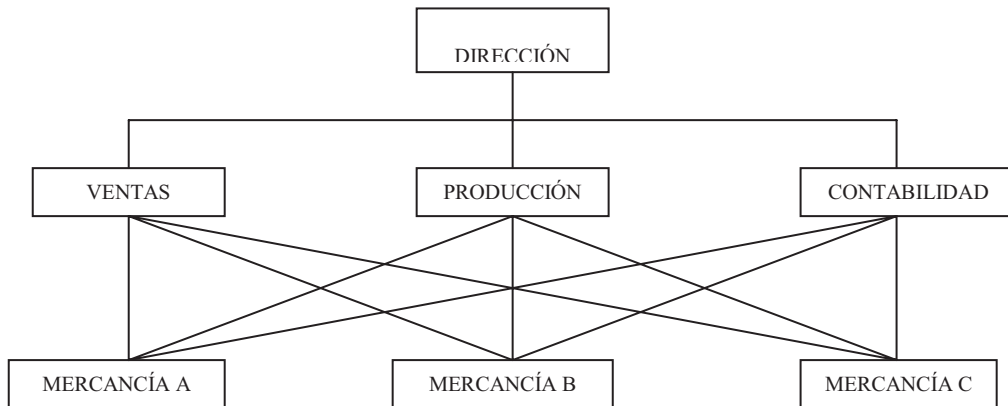 DIRECCIÓN
VENTAS
PRODUCCIÓN
CONTABILIDAD
MERCANCÍA A
MERCANCÍA B
MERCANCÍA C